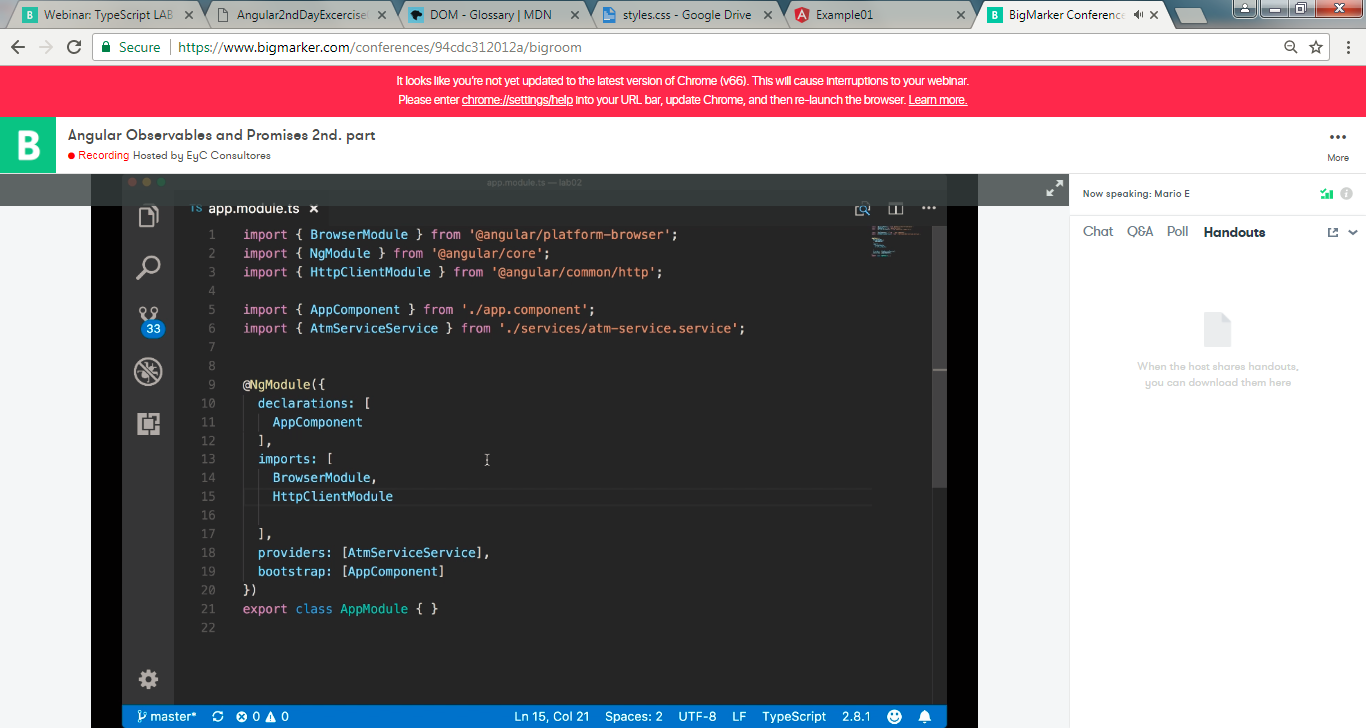 Webinar: TypeScript LAB
Angular2ndDayExcercise
DOM - Glossary | MDN
styles.css - Google Drive
Example01
BigMarker Conference
Secure
https://www.bigmarker.com/conferences/94cdc312012a/bigroom
It looks like you're not yet updated to the latest version of Chrome (v66). This will cause interruptions to your webinar.
Please enter chrome://settings/help into your URL bar, update Chrome, and then re-launch the browser. Learn more.
B
Angular Observables and Promises 2nd. part
Recording Hosted by EyC Consultores
More
app.module.ts — lab02
Now speaking: Mario E
TS app.module.ts
Chat Q&A Poll Handouts
1 import { BrowserModule } from '@angular/platform-browser';
2 import { NgModule } from '@angular/core';
3 import { HttpClientModule } from '@angular/common/http';
4
5 import { AppComponent } from './app.component';
6 import { AtmServiceService } from './services/atm-service.service';
7
8
9 @NgModule({
10 declarations: [
11 AppComponent
12 ],
13 imports: [
14 BrowserModule,
15 HttpClientModule
16
17 ],
18 providers: [AtmServiceService],
19 bootstrap: [AppComponent]
20 })
21 export class AppModule { }
22
33
When the host shares handouts,
you can download them here
master* 0 0 Ln 15, Col 21 Spaces: 2 UTF-8 LF TypeScript 2.8.1